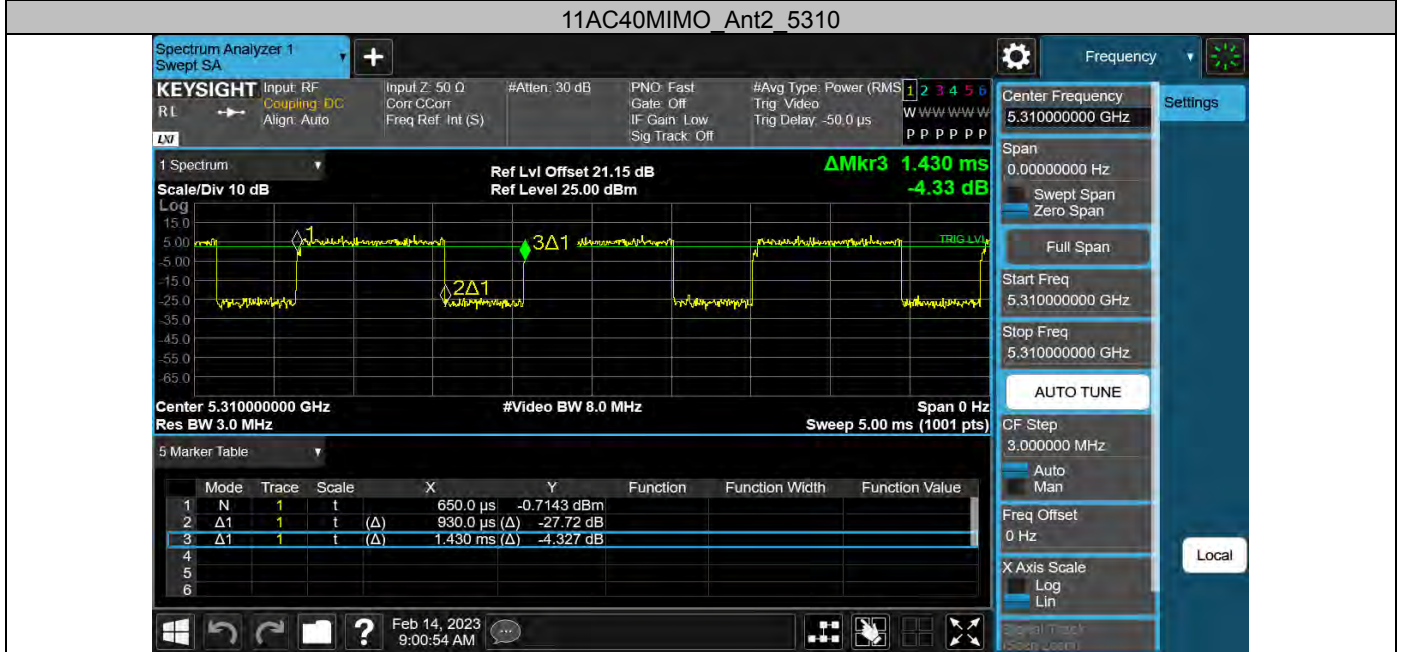 11AC40MIMO_Ant2_5310
Spectrum Analyzer 1
Swept SA
+
Frequency
KEYSIGHT
RL
LXI
Input: RF
Coupling: DC
Align: Auto
Input Z: 50 Ω
Corr CCorr
Freq Ref: Int (S)
#Atten: 30 dB
PNO: Fast
Gate: Off
IF Gain: Low
Sig Track: Off
#Avg Type: Power (RMS
Trig: Video
Trig Delay: -50.0 µs
1 2 3 4 5 6
W W W W W W
P P P P P P
1 Spectrum
Scale/Div 10 dB
Ref Lvl Offset 21.15 dB
Ref Level 25.00 dBm
ΔMkr3 1.430 ms
-4.33 dB
Log
15.0
5.00
-5.00
-15.0
-25.0
-35.0
-45.0
-55.0
-65.0
1
2Δ1
3Δ1
TRIG LVL
Center 5.310000000 GHz
Res BW 3.0 MHz
#Video BW 8.0 MHz
Span 0 Hz
Sweep 5.00 ms (1001 pts)
5 Marker Table
Mode Trace Scale X Y Function Function Width Function Value
1 N 1 t 650.0 µs -0.7143 dBm
2 Δ1 1 t (Δ) 930.0 µs (Δ) -27.72 dB
3 Δ1 1 t (Δ) 1.430 ms (Δ) -4.327 dB
4
5
6
Feb 14, 2023
9:00:54 AM
Center Frequency
5.310000000 GHz
Settings
Span
0.00000000 Hz
Swept Span
Zero Span
Full Span
Start Freq
5.310000000 GHz
Stop Freq
5.310000000 GHz
AUTO TUNE
CF Step
3.000000 MHz
Auto
Man
Freq Offset
0 Hz
X Axis Scale
Log
Lin
Local
Signal Track
(Span Zoom)